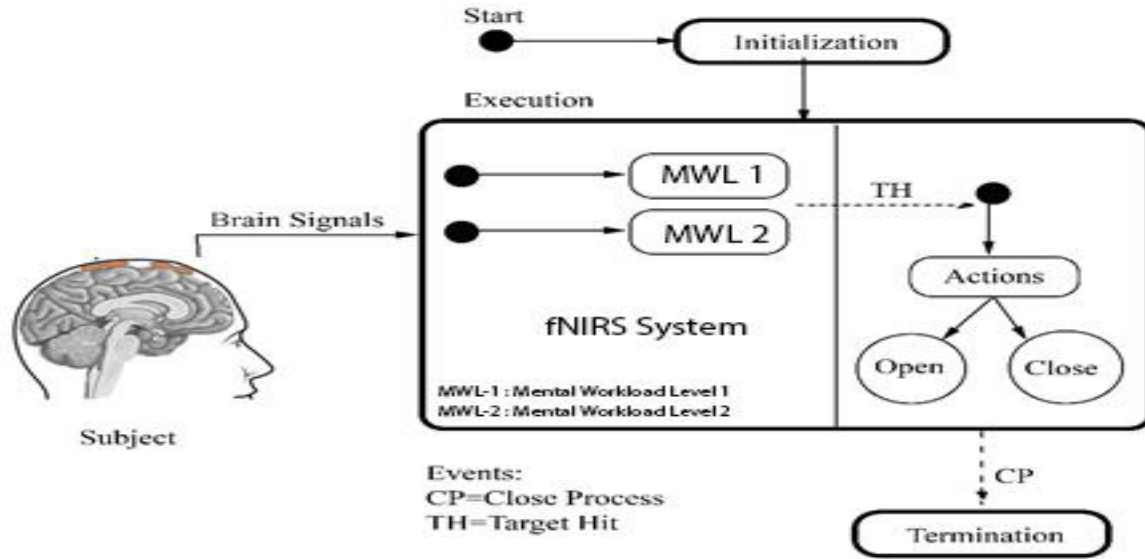 Start
Initialization
Execution
MWL 1
TH
MWL 2
Brain Signals
Actions
fNIRS System
Open
Close
MWL-1 : Mental Workload Level 1
MWL-2 : Mental Workload Level 2
Subject
Events:
CP=Close Process
TH=Target Hit
CP
Termination